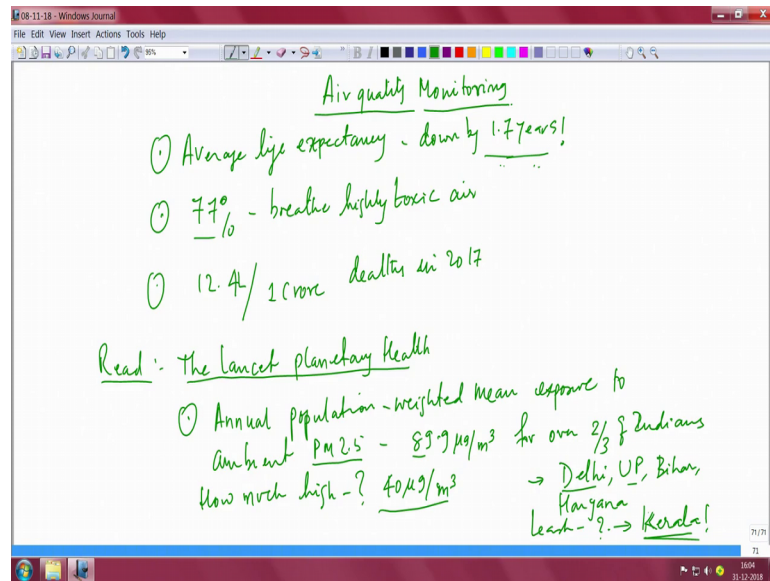 08-11-18 - Windows Journal
File Edit View Insert Actions Tools Help
96%
B I
Air quality Monitoring
Average life expectancy - down by 1.7 years!
77% - breathe highly toxic air
12.4L/1 crore deaths in 2017
Read :- The Lancet planetary Health
Annual population-weighted mean exposure to
ambient PM 2.5 - 89.9 µg/m³ for over 2/3 of Indians
How much high - ? 40 µg/m³
→ Delhi, UP, Bihar,
Haryana
Least - ? → Kerala!
71/71
71
16:04
31-12-2018